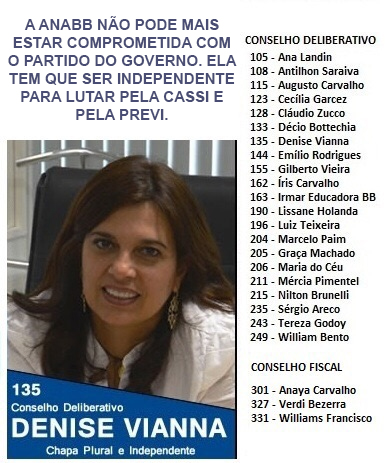 A ANABB NÃO PODE MAIS
ESTAR COMPROMETIDA COM
O PARTIDO DO GOVERNO. ELA
TEM QUE SER INDEPENDENTE
PARA LUTAR PELA CASSI E
PELA PREVI.
135
Conselho Deliberativo
DENISE VIANNA
Chapa Plural e Independente
CONSELHO DELIBERATIVO
105 - Ana Landin
108 - Antilhon Saraiva
115 - Augusto Carvalho
123 - Cecília Garcez
128 - Cláudio Zucco
133 - Décio Bottechia
135 - Denise Vianna
144 - Emílio Rodrigues
155 - Gilberto Vieira
162 - Íris Carvalho
163 - Irmar Educadora BB
190 - Lissane Holanda
196 - Luiz Teixeira
204 - Marcelo Paim
205 - Graça Machado
206 - Maria do Céu
211 - Mércia Pimentel
215 - Nilton Brunelli
235 - Sérgio Areco
243 - Tereza Godoy
249 - William Bento
CONSELHO FISCAL
301 - Anaya Carvalho
327 - Verdi Bezerra
331 - Williams Francisco